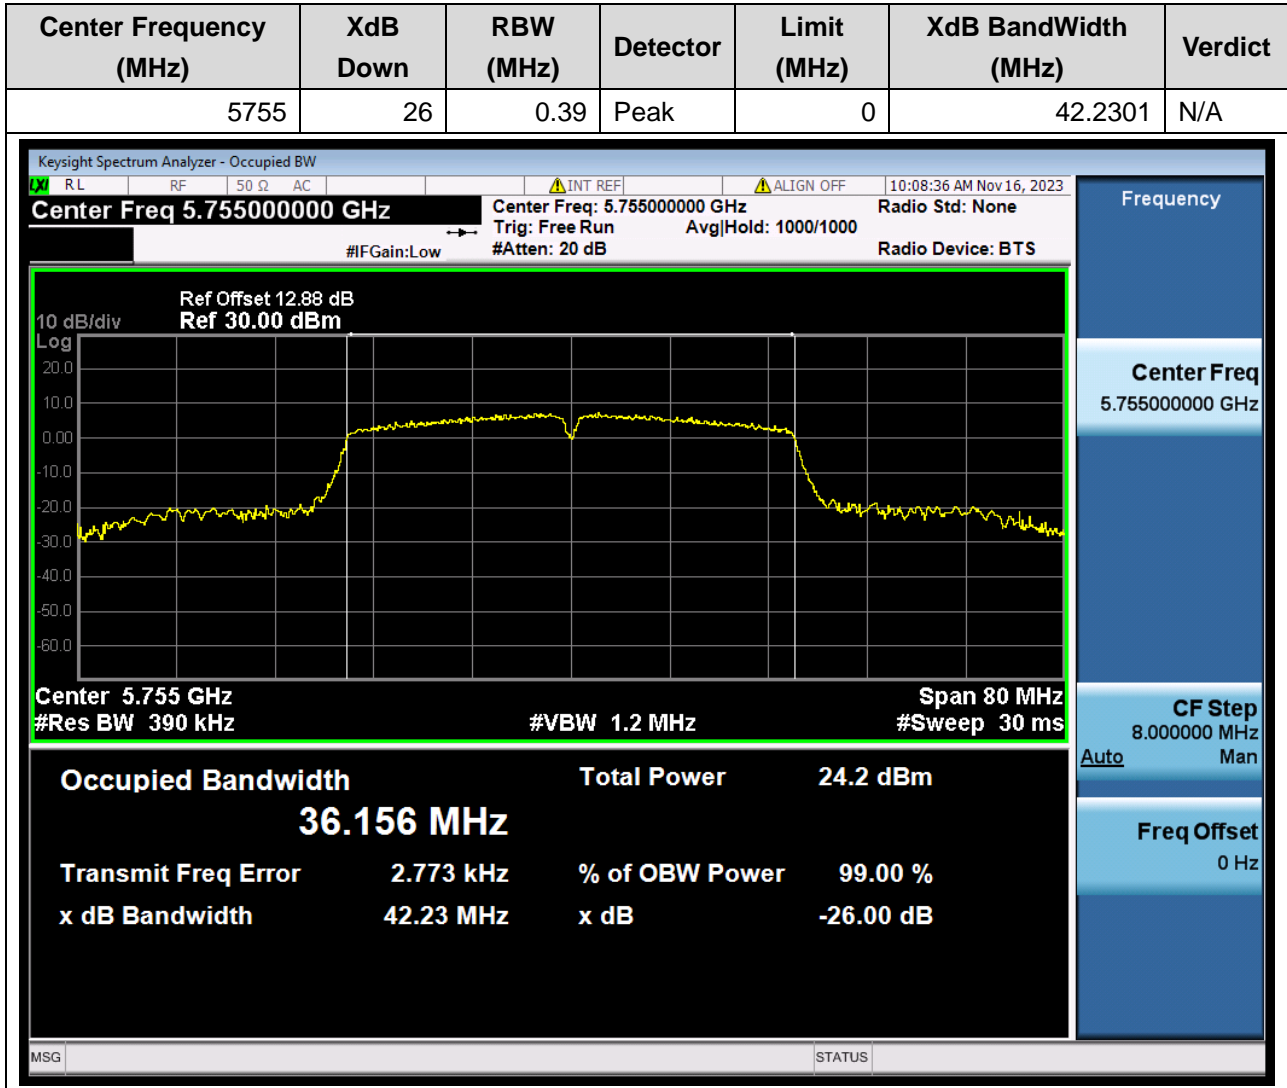 Center Frequency (MHz) XdB Down RBW (MHz) Detector Limit (MHz) XdB BandWidth (MHz) Verdict
5755 26 0.39 Peak 0 42.2301 N/A
Keysight Spectrum Analyzer - Occupied BW
LXI RL RF 50 Ω AC INT REF ALIGN OFF 10:08:36 AM Nov 16, 2023
Center Freq 5.755000000 GHz
Center Freq: 5.755000000 GHz Radio Std: None
Trig: Free Run Avg|Hold: 1000/1000
#IFGain:Low #Atten: 20 dB Radio Device: BTS
Ref Offset 12.88 dB
10 dB/div Ref 30.00 dBm
Log
20.0
10.0
0.00
-10.0
-20.0
-30.0
-40.0
-50.0
-60.0
Center 5.755 GHz Span 80 MHz
#Res BW 390 kHz #VBW 1.2 MHz #Sweep 30 ms
Occupied Bandwidth Total Power 24.2 dBm
36.156 MHz
Transmit Freq Error 2.773 kHz % of OBW Power 99.00 %
x dB Bandwidth 42.23 MHz x dB -26.00 dB
Frequency
Center Freq
5.755000000 GHz
CF Step
8.000000 MHz
Auto Man
Freq Offset
0 Hz
MSG STATUS